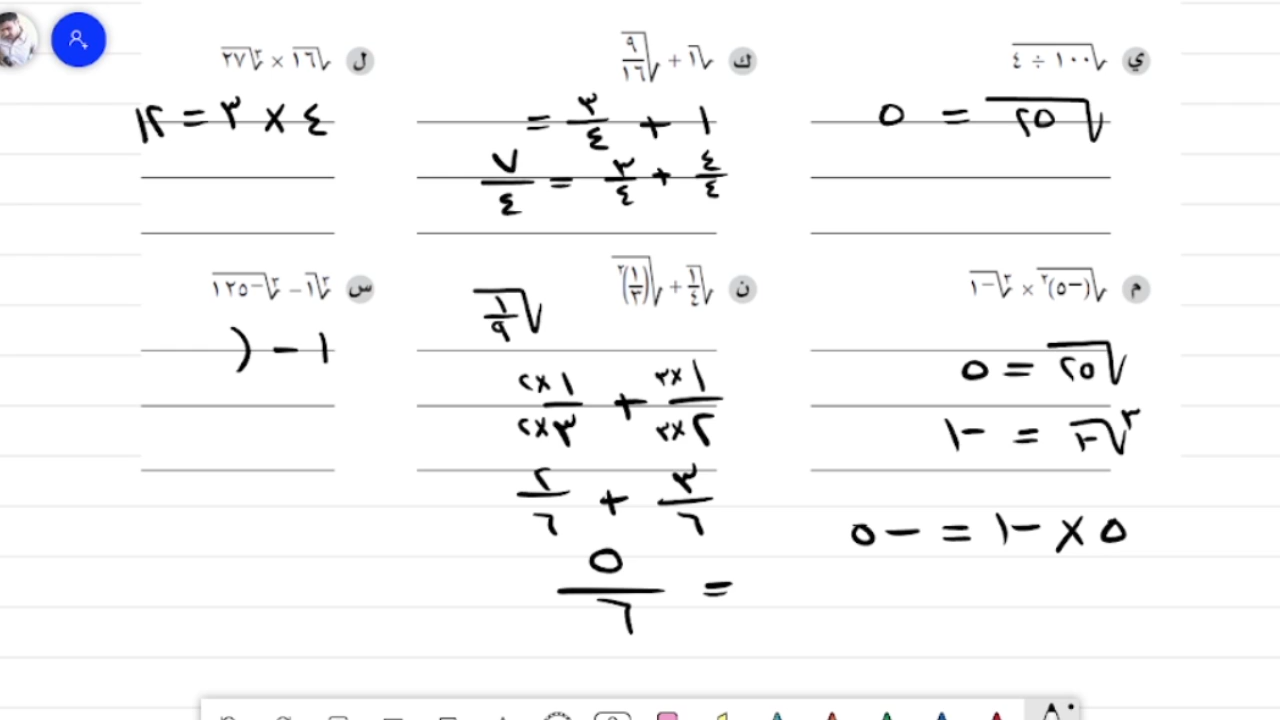 ي √(١٠٠ ÷ ٤)
√٢٥ = ٥
ك √١ + √(٩/١٦)
١ + ٣/٤ =
٤/٤ + ٣/٤ = ٧/٤
ل √١٦ × ∛٢٧
٤ × ٣ = ١٢
م √(−٥)² × ∛−١
√٢٥ = ٥
∛−١ = −١
٥ × −١ = −٥
ن √(١/٤) + √(١/٣)²
√(١/٩)
١×٣/٢×٣ + ١×٢/٣×٢
٣/٦ + ٢/٦
= ٥/٦
س ∛١ − ∛−١٢٥
١ − (